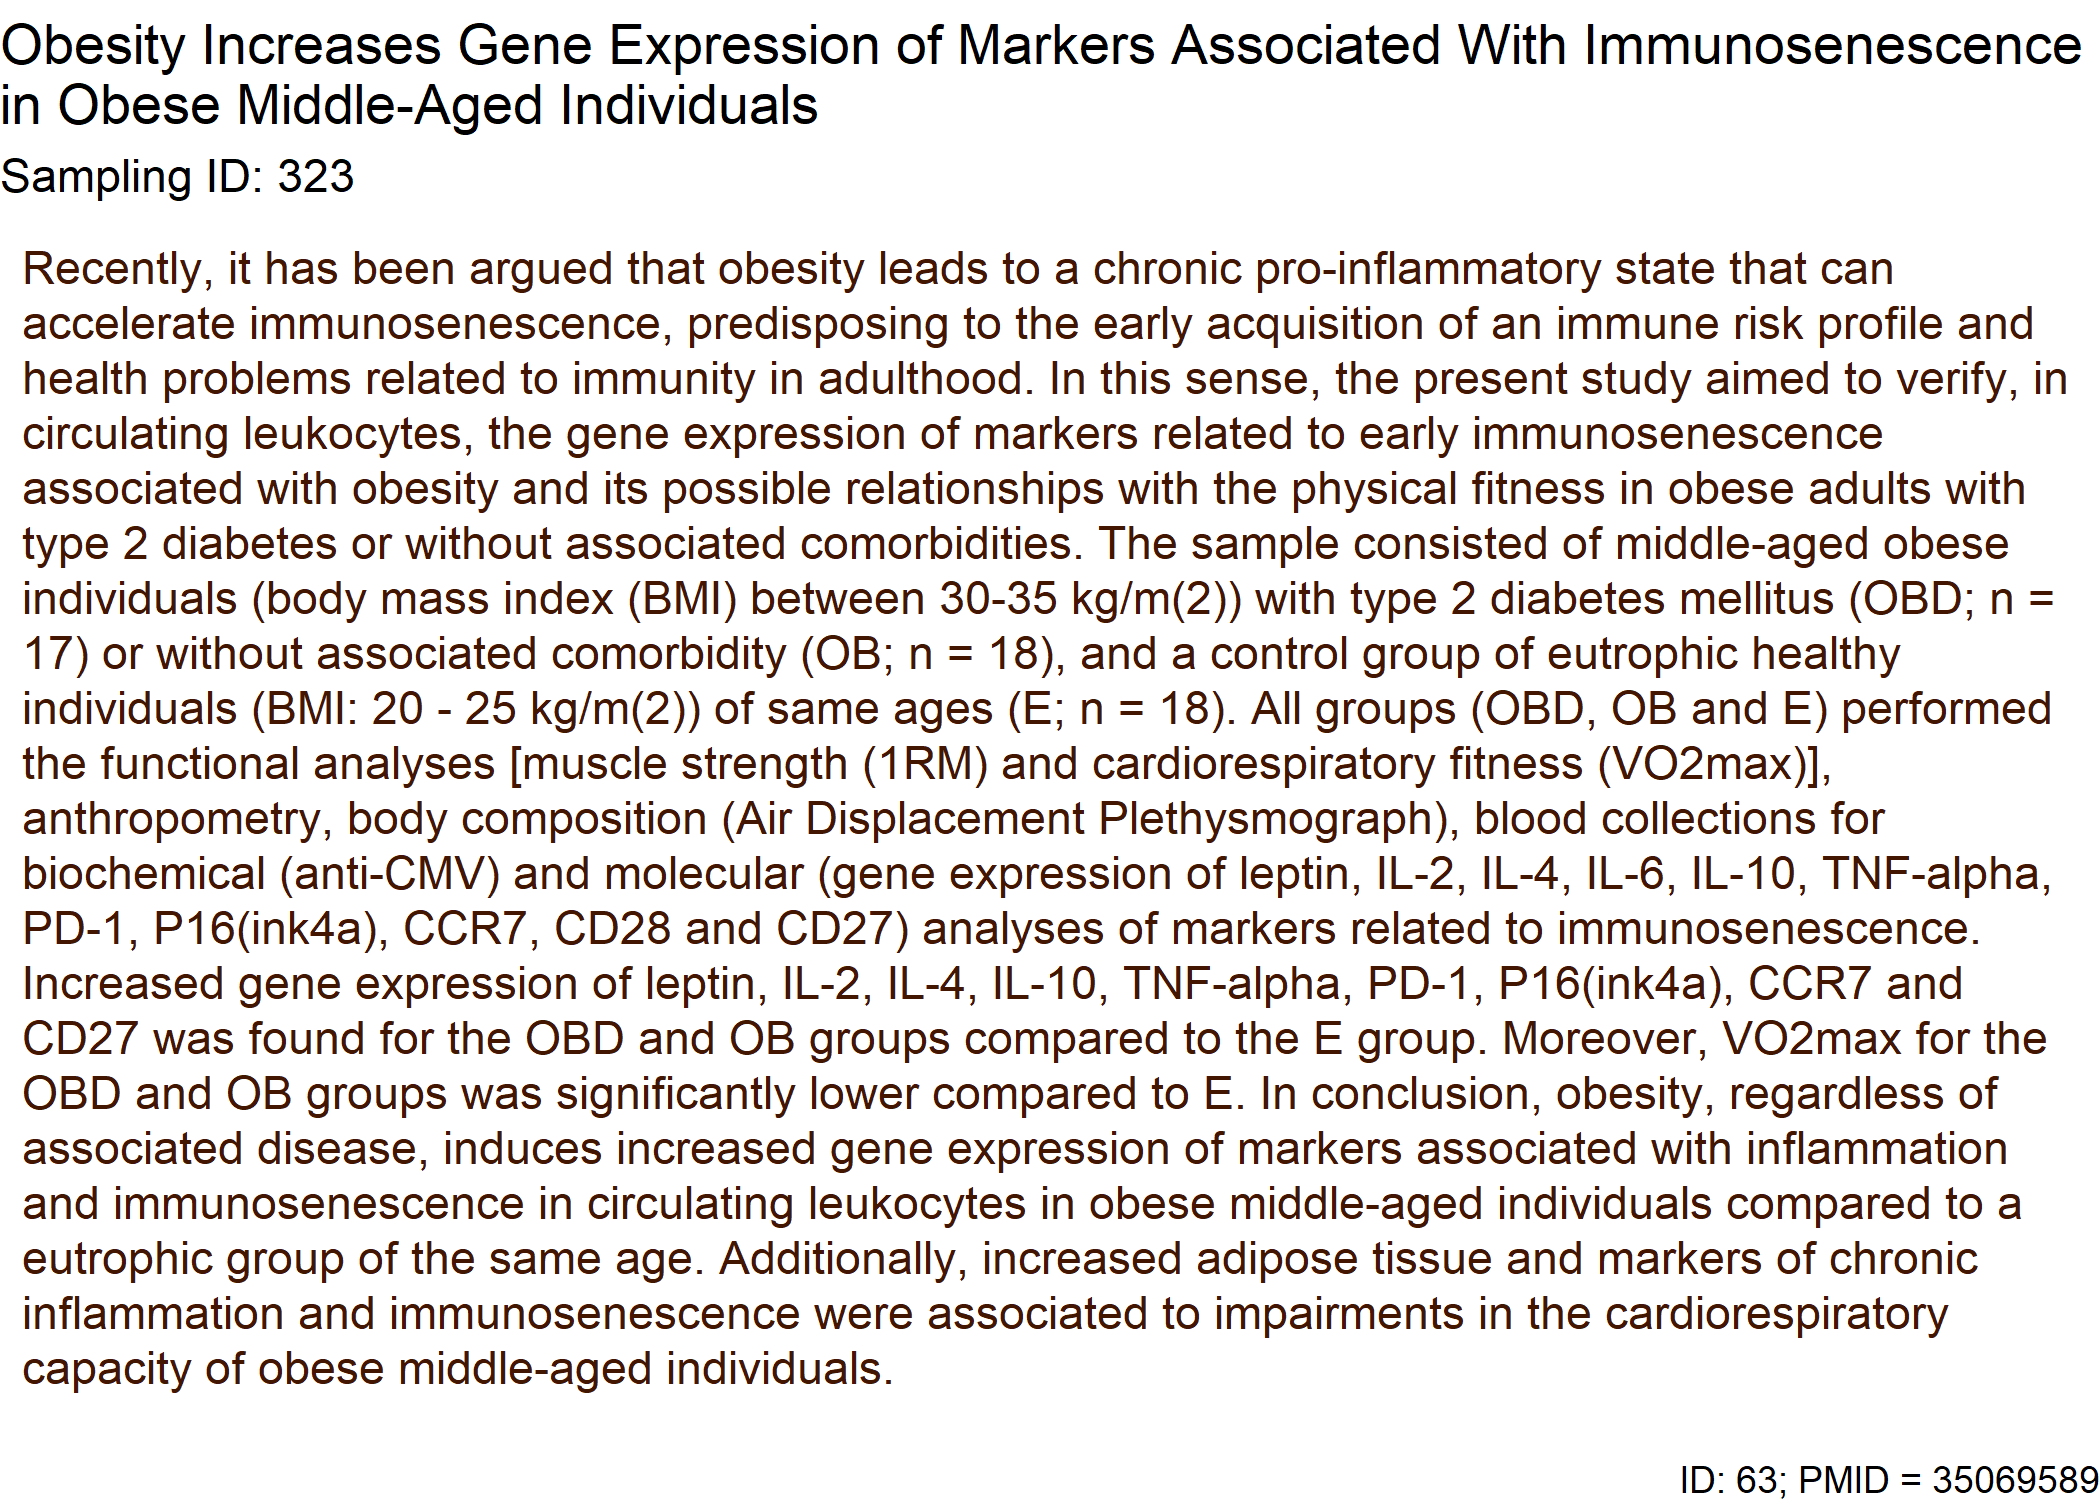 Obesity Increases Gene Expression of Markers Associated With Immunosenescence
in Obese Middle-Aged Individuals
Sampling ID: 323
Recently, it has been argued that obesity leads to a chronic pro-inflammatory state that can
accelerate immunosenescence, predisposing to the early acquisition of an immune risk profile and
health problems related to immunity in adulthood. In this sense, the present study aimed to verify, in
circulating leukocytes, the gene expression of markers related to early immunosenescence
associated with obesity and its possible relationships with the physical fitness in obese adults with
type 2 diabetes or without associated comorbidities. The sample consisted of middle-aged obese
individuals (body mass index (BMI) between 30-35 kg/m(2)) with type 2 diabetes mellitus (OBD; n =
17) or without associated comorbidity (OB; n = 18), and a control group of eutrophic healthy
individuals (BMI: 20 - 25 kg/m(2)) of same ages (E; n = 18). All groups (OBD, OB and E) performed
the functional analyses [muscle strength (1RM) and cardiorespiratory fitness (VO2max)],
anthropometry, body composition (Air Displacement Plethysmograph), blood collections for
biochemical (anti-CMV) and molecular (gene expression of leptin, IL-2, IL-4, IL-6, IL-10, TNF-alpha,
PD-1, P16(ink4a), CCR7, CD28 and CD27) analyses of markers related to immunosenescence.
Increased gene expression of leptin, IL-2, IL-4, IL-10, TNF-alpha, PD-1, P16(ink4a), CCR7 and
CD27 was found for the OBD and OB groups compared to the E group. Moreover, VO2max for the
OBD and OB groups was significantly lower compared to E. In conclusion, obesity, regardless of
associated disease, induces increased gene expression of markers associated with inflammation
and immunosenescence in circulating leukocytes in obese middle-aged individuals compared to a
eutrophic group of the same age. Additionally, increased adipose tissue and markers of chronic
inflammation and immunosenescence were associated to impairments in the cardiorespiratory
capacity of obese middle-aged individuals.
ID: 63; PMID = 35069589